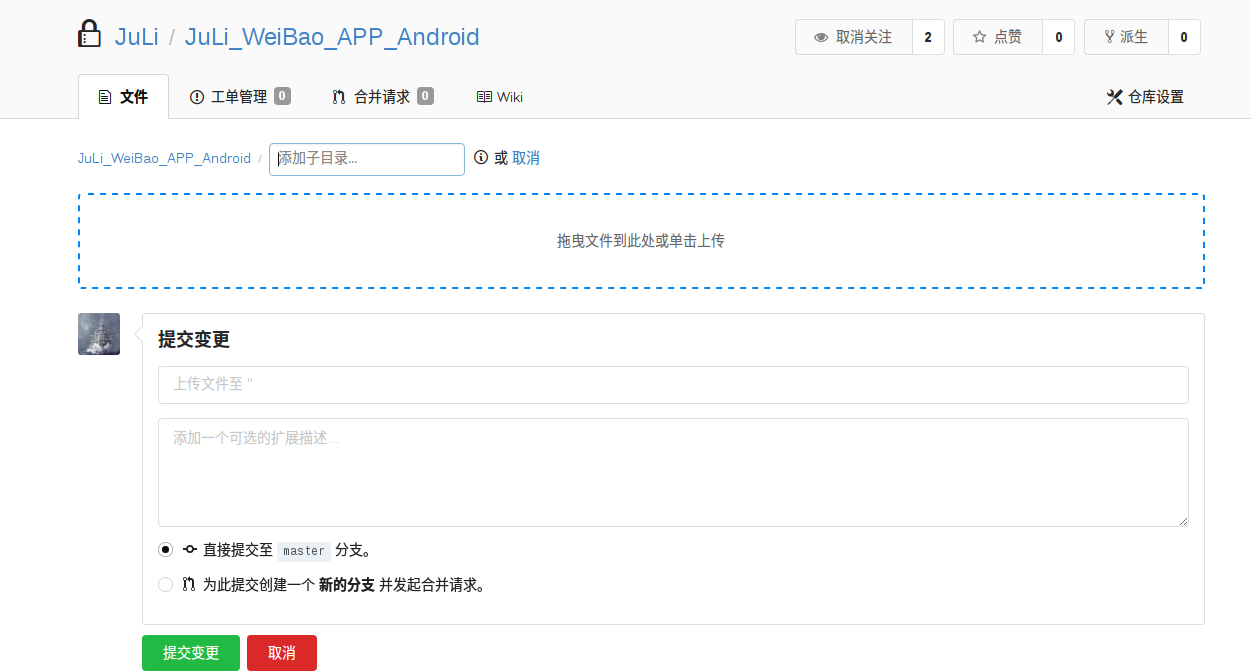 JuLi / JuLi_WeiBao_APP_Android
取消关注 2 点赞 0 派生 0
文件 工单管理 0 合并请求 0 Wiki 仓库设置
JuLi_WeiBao_APP_Android / 添加子目录... 或 取消
拖曳文件到此处或单击上传
提交变更
上传文件至 ''
添加一个可选的扩展描述...
直接提交至 master 分支。
为此提交创建一个 新的分支 并发起合并请求。
提交变更 取消